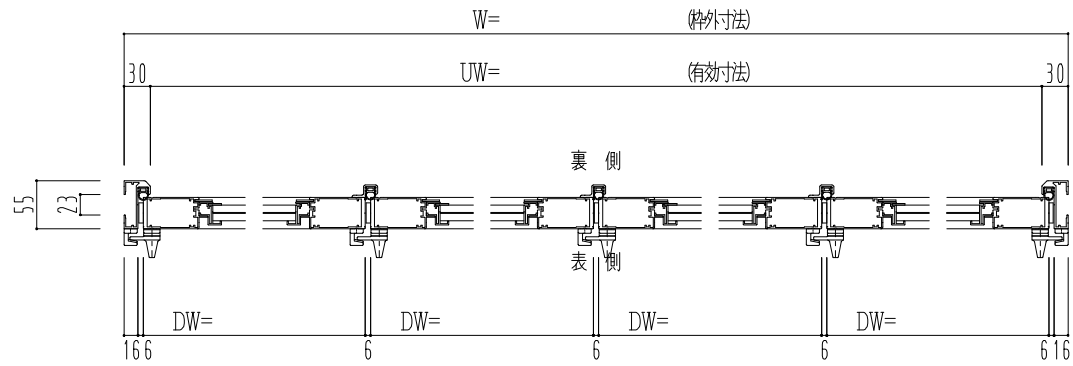 W= (枠外寸法)
30 UW= (有効寸法) 30
裏 側
55 23
表 側
DW= DW= DW= DW=
16 6 6 6 6 6 16